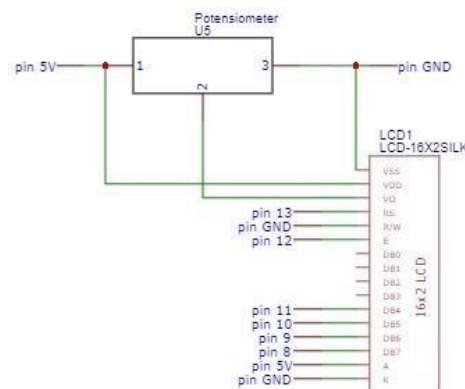 Potensiometer
U5
pin 5V
1
2
3
pin GND
LCD1
LCD-16X2SILK
VSS
VDD
VO
pin 13 RS
pin GND R/W
pin 12 E
DB0
DB1
DB2
DB3
pin 11 DB4
pin 10 DB5
pin 9 DB6
pin 8 DB7
pin 5V A
pin GND K
16x2 LCD